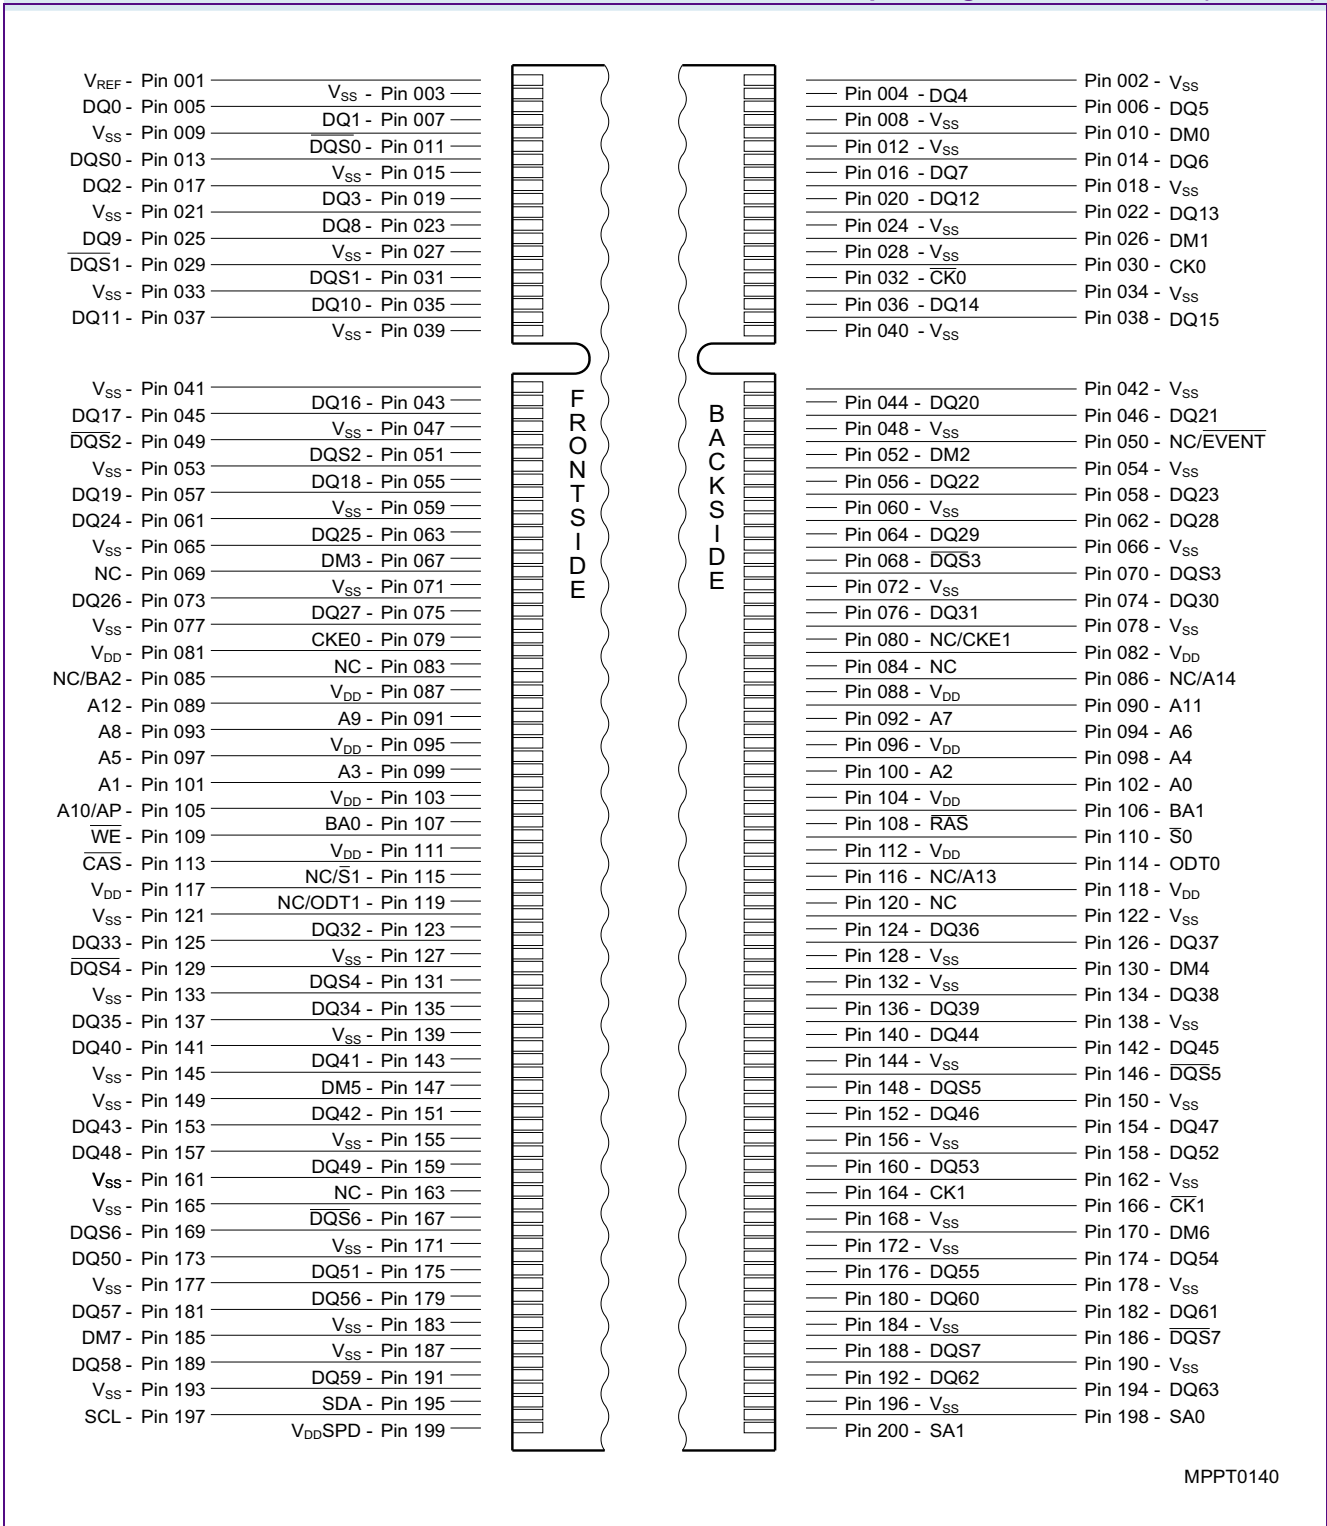 VREF - Pin 001
VSS - Pin 003
DQ0 - Pin 005
DQ1 - Pin 007
VSS - Pin 009
D̅Q̅S̅0̅ - Pin 011
DQS0 - Pin 013
VSS - Pin 015
DQ2 - Pin 017
DQ3 - Pin 019
VSS - Pin 021
DQ8 - Pin 023
DQ9 - Pin 025
VSS - Pin 027
D̅Q̅S̅1 - Pin 029
DQS1 - Pin 031
VSS - Pin 033
DQ10 - Pin 035
DQ11 - Pin 037
VSS - Pin 039
VSS - Pin 041
DQ16 - Pin 043
DQ17 - Pin 045
VSS - Pin 047
D̅Q̅S̅2 - Pin 049
DQS2 - Pin 051
VSS - Pin 053
DQ18 - Pin 055
DQ19 - Pin 057
VSS - Pin 059
DQ24 - Pin 061
DQ25 - Pin 063
VSS - Pin 065
DM3 - Pin 067
NC - Pin 069
VSS - Pin 071
DQ26 - Pin 073
DQ27 - Pin 075
VSS - Pin 077
CKE0 - Pin 079
VDD - Pin 081
NC - Pin 083
NC/BA2 - Pin 085
VDD - Pin 087
A12 - Pin 089
A9 - Pin 091
A8 - Pin 093
VDD - Pin 095
A5 - Pin 097
A3 - Pin 099
A1 - Pin 101
VDD - Pin 103
A10/AP - Pin 105
BA0 - Pin 107
W̅E̅ - Pin 109
VDD - Pin 111
C̅A̅S̅ - Pin 113
NC/S̅1 - Pin 115
VDD - Pin 117
NC/ODT1 - Pin 119
VSS - Pin 121
DQ32 - Pin 123
DQ33 - Pin 125
VSS - Pin 127
D̅Q̅S̅4̅ - Pin 129
DQS4 - Pin 131
VSS - Pin 133
DQ34 - Pin 135
DQ35 - Pin 137
VSS - Pin 139
DQ40 - Pin 141
DQ41 - Pin 143
VSS - Pin 145
DM5 - Pin 147
VSS - Pin 149
DQ42 - Pin 151
DQ43 - Pin 153
VSS - Pin 155
DQ48 - Pin 157
DQ49 - Pin 159
VSS - Pin 161
NC - Pin 163
VSS - Pin 165
D̅Q̅S̅6 - Pin 167
DQS6 - Pin 169
VSS - Pin 171
DQ50 - Pin 173
DQ51 - Pin 175
VSS - Pin 177
DQ56 - Pin 179
DQ57 - Pin 181
VSS - Pin 183
DM7 - Pin 185
VSS - Pin 187
DQ58 - Pin 189
DQ59 - Pin 191
VSS - Pin 193
SDA - Pin 195
SCL - Pin 197
VDDSPD - Pin 199
FRONTSIDE
BACKSIDE
Pin 002 - VSS
Pin 004 - DQ4
Pin 006 - DQ5
Pin 008 - VSS
Pin 010 - DM0
Pin 012 - VSS
Pin 014 - DQ6
Pin 016 - DQ7
Pin 018 - VSS
Pin 020 - DQ12
Pin 022 - DQ13
Pin 024 - VSS
Pin 026 - DM1
Pin 028 - VSS
Pin 030 - CK0
Pin 032 - C̅K̅0̅
Pin 034 - VSS
Pin 036 - DQ14
Pin 038 - DQ15
Pin 040 - VSS
Pin 042 - VSS
Pin 044 - DQ20
Pin 046 - DQ21
Pin 048 - VSS
Pin 050 - NC/E̅V̅E̅N̅T̅
Pin 052 - DM2
Pin 054 - VSS
Pin 056 - DQ22
Pin 058 - DQ23
Pin 060 - VSS
Pin 062 - DQ28
Pin 064 - DQ29
Pin 066 - VSS
Pin 068 - D̅Q̅S̅3
Pin 070 - DQS3
Pin 072 - VSS
Pin 074 - DQ30
Pin 076 - DQ31
Pin 078 - VSS
Pin 080 - NC/CKE1
Pin 082 - VDD
Pin 084 - NC
Pin 086 - NC/A14
Pin 088 - VDD
Pin 090 - A11
Pin 092 - A7
Pin 094 - A6
Pin 096 - VDD
Pin 098 - A4
Pin 100 - A2
Pin 102 - A0
Pin 104 - VDD
Pin 106 - BA1
Pin 108 - R̅A̅S̅
Pin 110 - S̅0
Pin 112 - VDD
Pin 114 - ODT0
Pin 116 - NC/A13
Pin 118 - VDD
Pin 120 - NC
Pin 122 - VSS
Pin 124 - DQ36
Pin 126 - DQ37
Pin 128 - VSS
Pin 130 - DM4
Pin 132 - VSS
Pin 134 - DQ38
Pin 136 - DQ39
Pin 138 - VSS
Pin 140 - DQ44
Pin 142 - DQ45
Pin 144 - VSS
Pin 146 - D̅Q̅S̅5
Pin 148 - DQS5
Pin 150 - VSS
Pin 152 - DQ46
Pin 154 - DQ47
Pin 156 - VSS
Pin 158 - DQ52
Pin 160 - DQ53
Pin 162 - VSS
Pin 164 - CK1
Pin 166 - C̅K̅1
Pin 168 - VSS
Pin 170 - DM6
Pin 172 - VSS
Pin 174 - DQ54
Pin 176 - DQ55
Pin 178 - VSS
Pin 180 - DQ60
Pin 182 - DQ61
Pin 184 - VSS
Pin 186 - D̅Q̅S̅7
Pin 188 - DQS7
Pin 190 - VSS
Pin 192 - DQ62
Pin 194 - DQ63
Pin 196 - VSS
Pin 198 - SA0
Pin 200 - SA1
MPPT0140